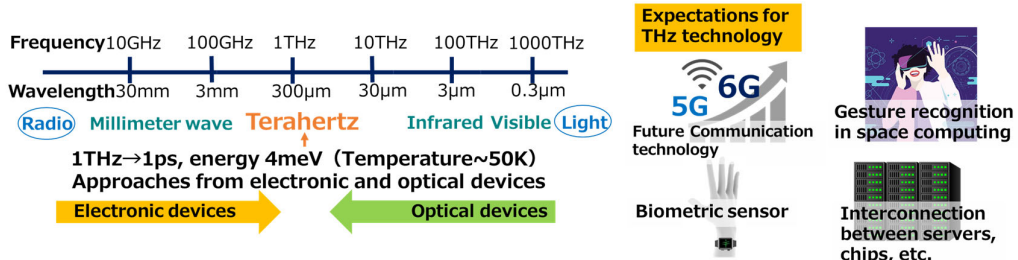 Frequency 10GHz 100GHz 1THz 10THz 100THz 1000THz
Wavelength 30mm 3mm 300μm 30μm 3μm 0.3μm
Radio Millimeter wave Terahertz Infrared Visible Light
1THz→1ps, energy 4meV（Temperature~50K）
Approaches from electronic and optical devices
Electronic devices
Optical devices
Expectations for
THz technology
5G 6G
Future Communication
technology
Gesture recognition
in space computing
Biometric sensor
Interconnection
between servers,
chips, etc.